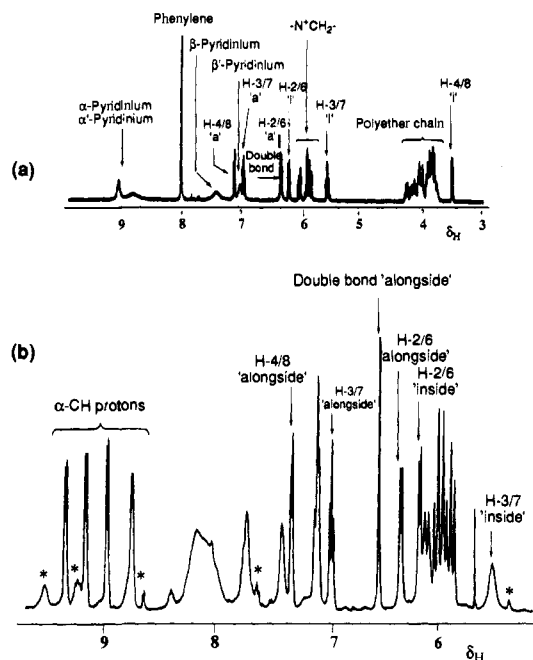 Phenylene
-N⁺CH₂-
β-Pyridinium
β'-Pyridinium
H-3/7
'a'
H-2/6
'i'
α-Pyridinium
α'-Pyridinium
H-4/8
'a'
H-2/6
'a'
H-3/7
'i'
H-4/8
'i'
Polyether chain
Double
bond
(a)
9 8 7 6 5 4 3
δH
Double bond 'alongside'
(b)
H-4/8
'alongside'
H-2/6
'alongside'
H-2/6
'inside'
α-CH protons
H-3/7
'alongside'
H-3/7
'inside'
* * * * *
9 8 7 6
δH